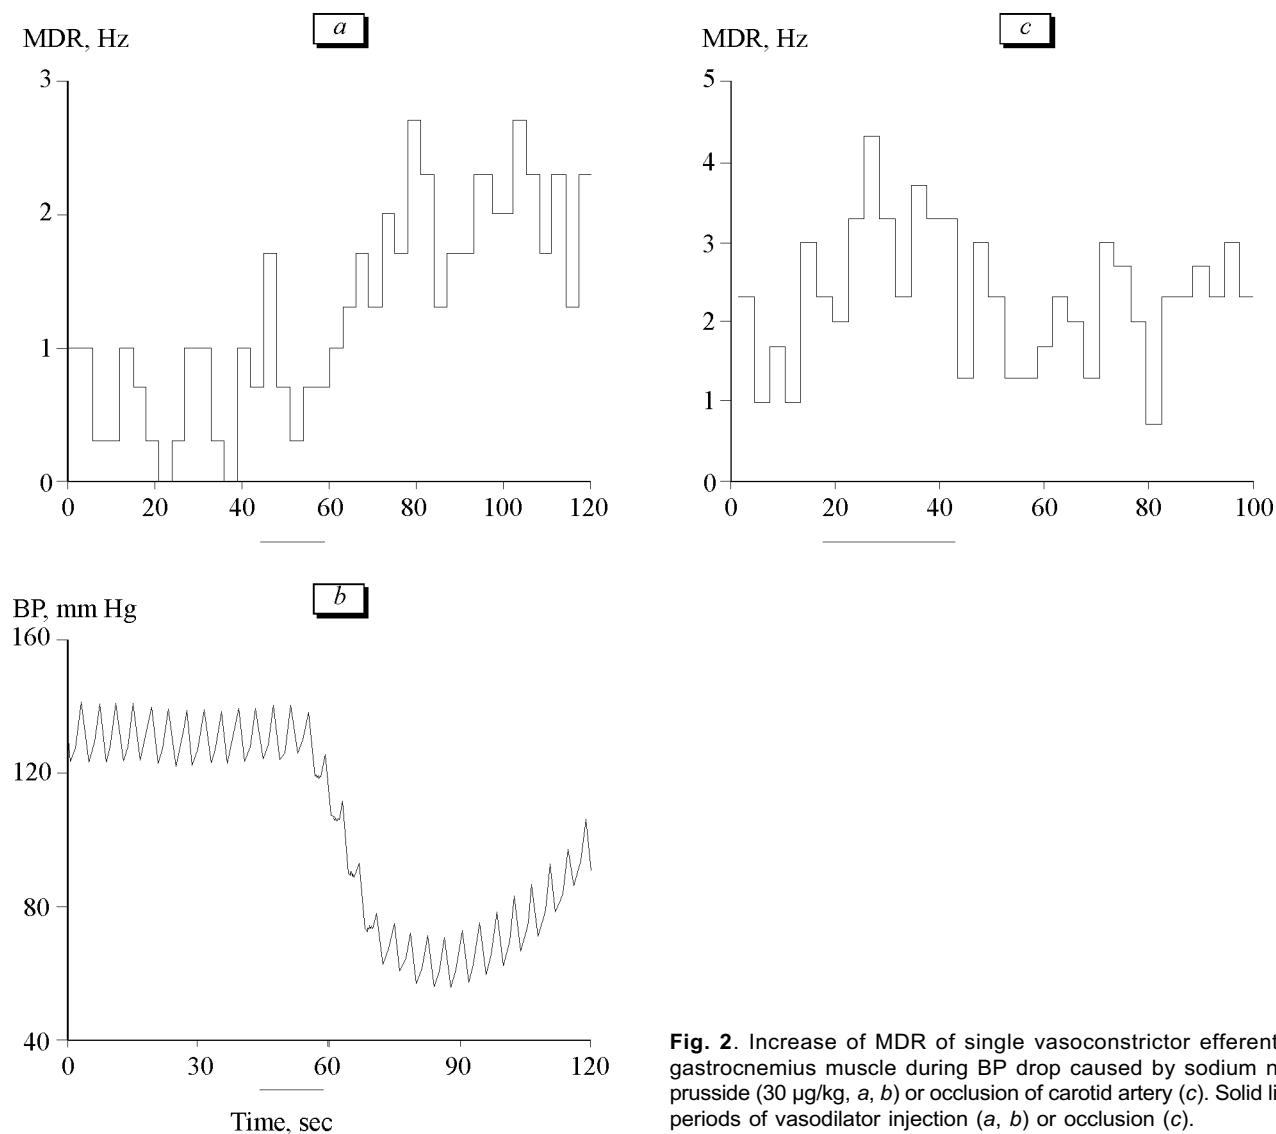 a
MDR, Hz
3
2
1
0
0 20 40 60 80 100 120
c
MDR, Hz
5
4
3
2
1
0
0 20 40 60 80 100
b
BP, mm Hg
160
120
80
40
0 30 60 90 120
Time, sec
Fig. 2. Increase of MDR of single vasoconstrictor efferent
gastrocnemius muscle during BP drop caused by sodium n
prusside (30 µg/kg, a, b) or occlusion of carotid artery (c). Solid li
periods of vasodilator injection (a, b) or occlusion (c).